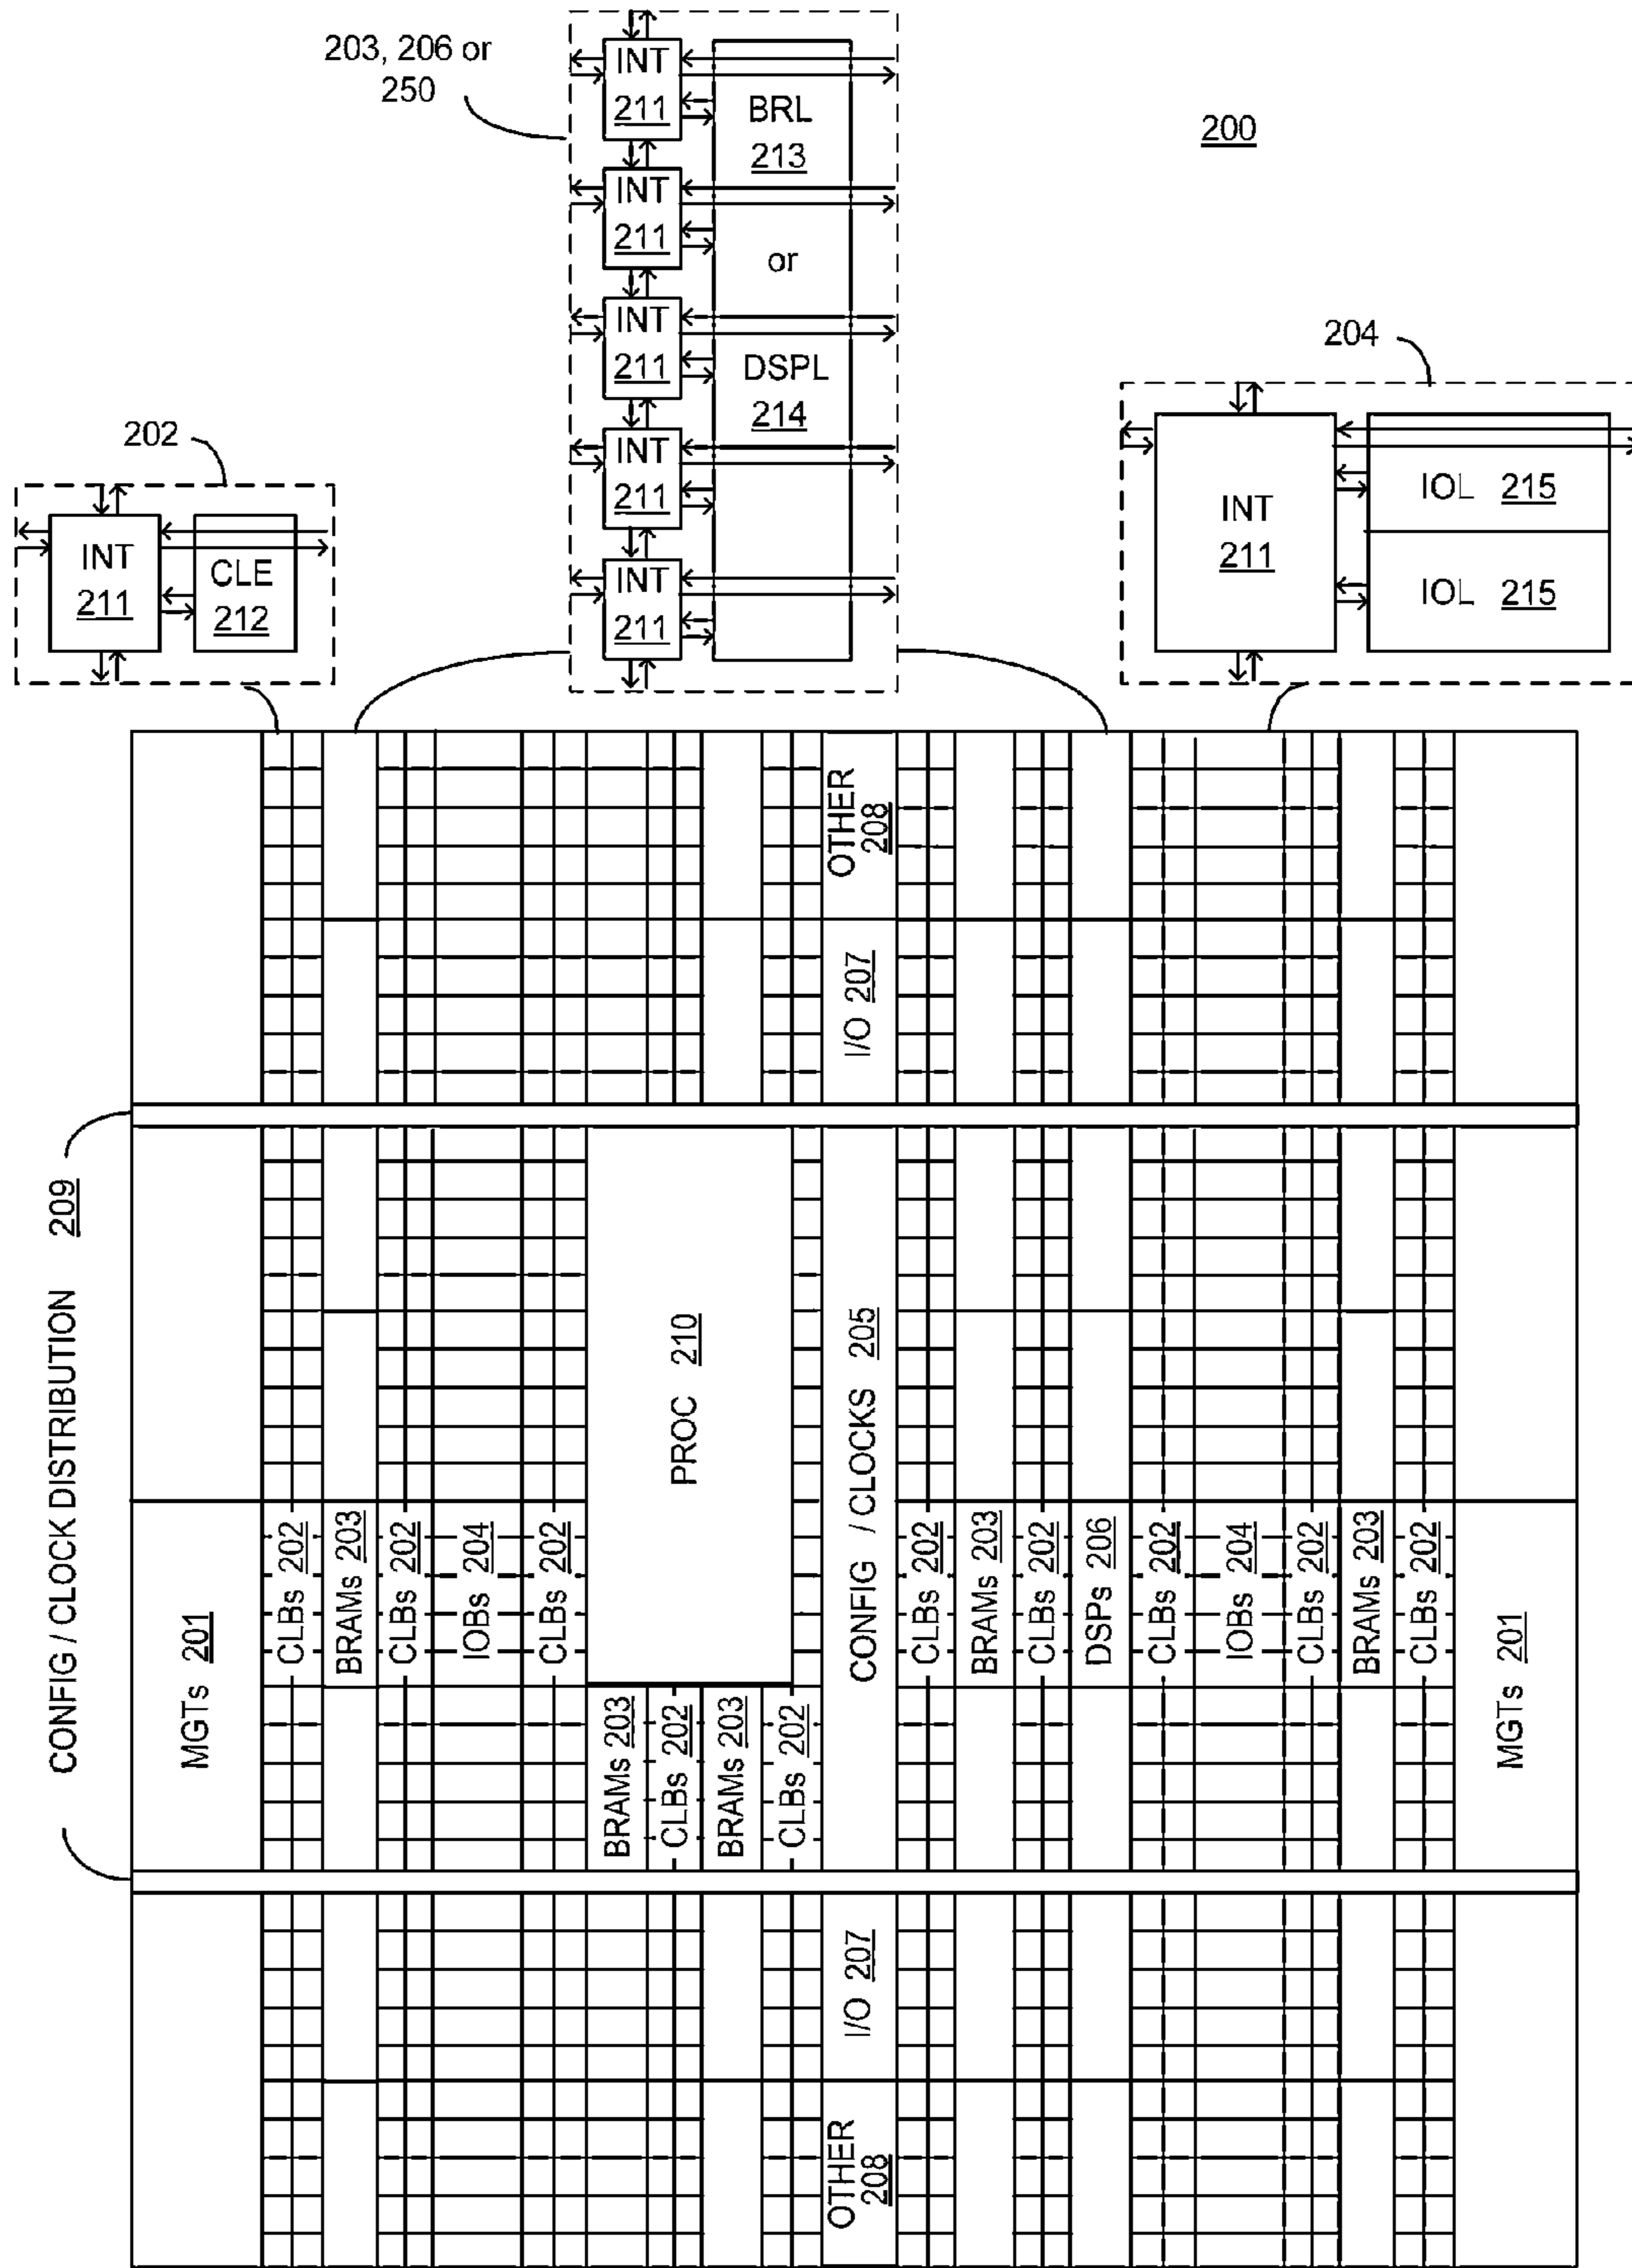 203, 206 or
250
200
INT
211
INT
211
INT
211
INT
211
INT
211
BRL
213
or
DSPL
214
204
INT
211
IOL 215
IOL 215
202
INT
211
CLE
212
OTHER
208
I/O 207
CONFIG / CLOCK DISTRIBUTION 209
PROC 210
CONFIG / CLOCKS 205
MGTs 201
CLBs 202
BRAMs 203
CLBs 202
IOBs 204
CLBs 202
BRAMs 203
CLBs 202
BRAMs 203
CLBs 202
CLBs 202
BRAMs 203
CLBs 202
DSPs 206
CLBs 202
IOBs 204
CLBs 202
BRAMs 203
CLBs 202
MGTs 201
I/O 207
OTHER
208